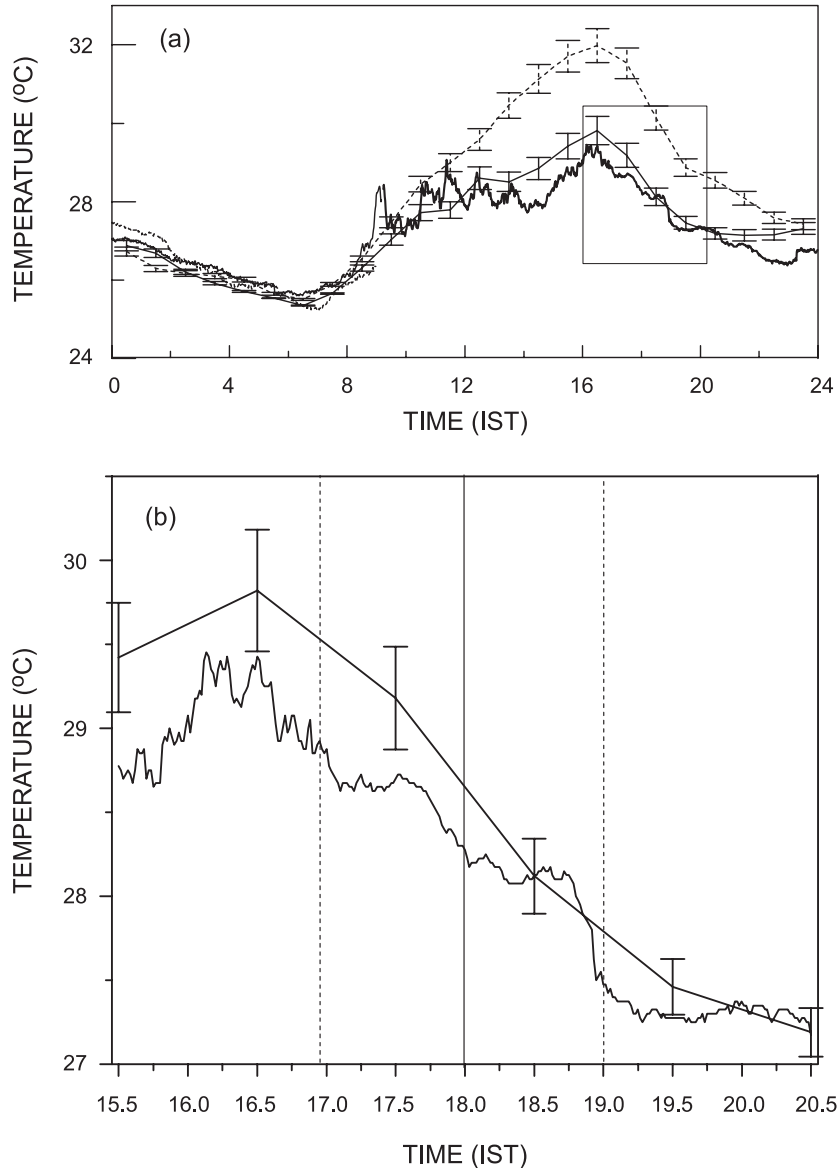 (a)
TEMPERATURE (ºC)
32
28
24
0 4 8 12 16 20 24
TIME (IST)
(b)
TEMPERATURE (ºC)
30
29
28
27
15.5 16.0 16.5 17.0 17.5 18.0 18.5 19.0 19.5 20.0 20.5
TIME (IST)